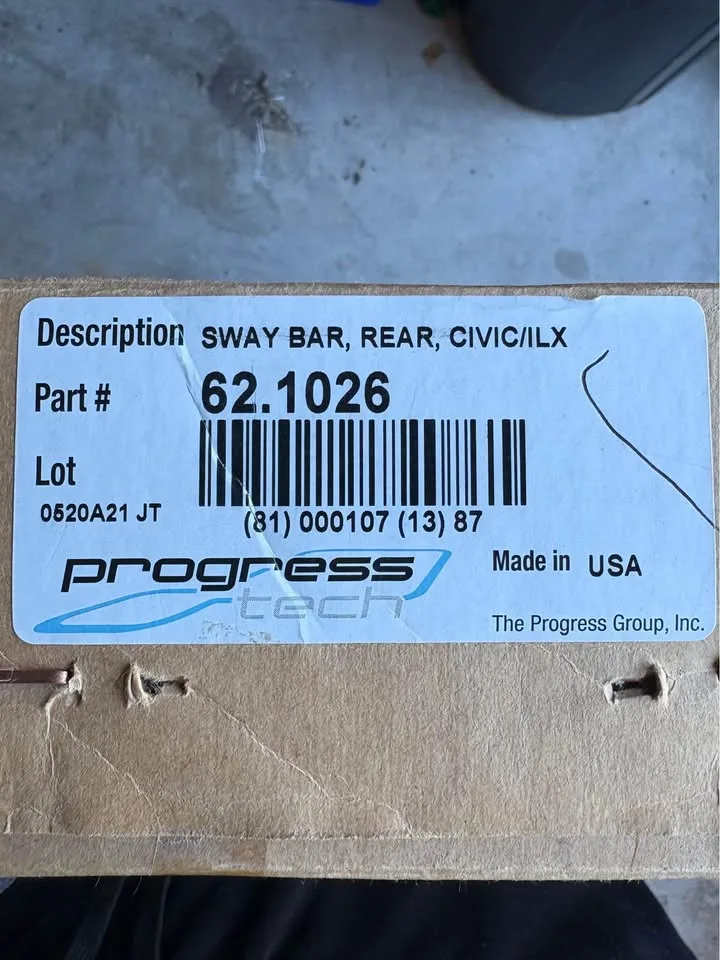 Description SWAY BAR, REAR, CIVIC/ILX
Part # 62.1026
Lot
0520A21 JT
(81) 000107 (13) 87
progress
tech
Made in USA
The Progress Group, Inc.